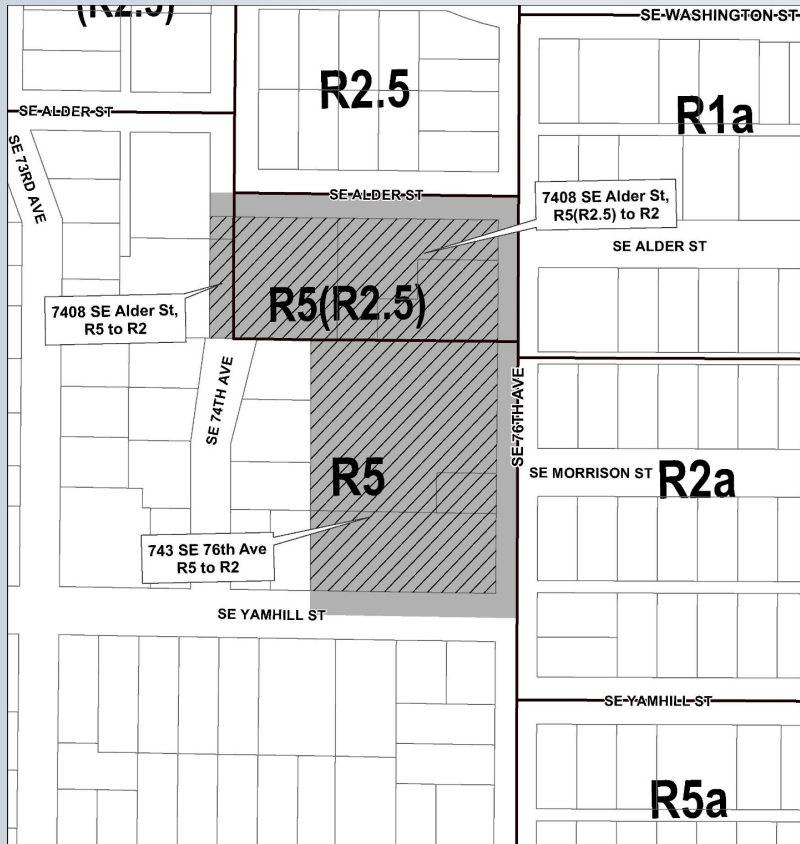 (R2.5)
SE WASHINGTON ST
R2.5
R1a
SE ALDER ST
SE 73RD AVE
SE ALDER ST
7408 SE Alder St,
R5(R2.5) to R2
SE ALDER ST
7408 SE Alder St,
R5 to R2
R5(R2.5)
SE 74TH AVE
SE 76TH AVE
R5
SE MORRISON ST
R2a
743 SE 76th Ave
R5 to R2
SE YAMHILL ST
SE YAMHILL ST
R5a